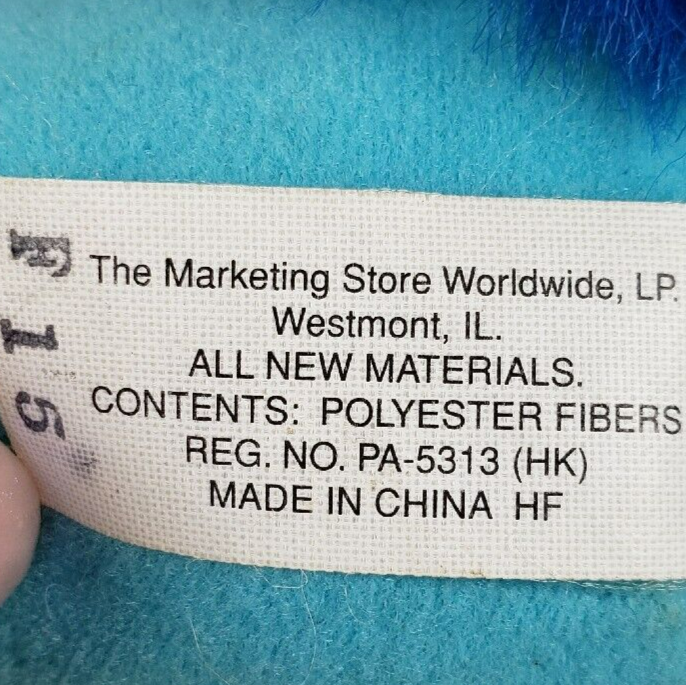 The Marketing Store Worldwide, LP.
Westmont, IL.
ALL NEW MATERIALS.
CONTENTS: POLYESTER FIBERS
REG. NO. PA-5313 (HK)
MADE IN CHINA HF
15